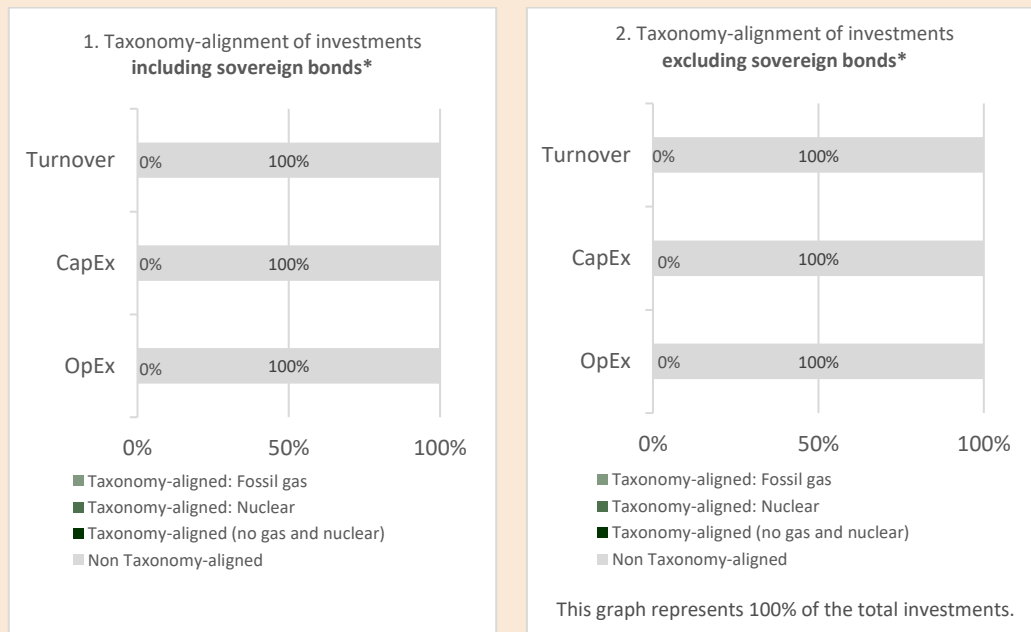 1. Taxonomy-alignment of investments
including sovereign bonds*
Turnover 0% 100%
CapEx 0% 100%
OpEx 0% 100%
0% 50% 100%
Taxonomy-aligned: Fossil gas
Taxonomy-aligned: Nuclear
Taxonomy-aligned (no gas and nuclear)
Non Taxonomy-aligned
2. Taxonomy-alignment of investments
excluding sovereign bonds*
Turnover 0% 100%
CapEx 0% 100%
OpEx 0% 100%
0% 50% 100%
Taxonomy-aligned: Fossil gas
Taxonomy-aligned: Nuclear
Taxonomy-aligned (no gas and nuclear)
Non Taxonomy-aligned
This graph represents 100% of the total investments.